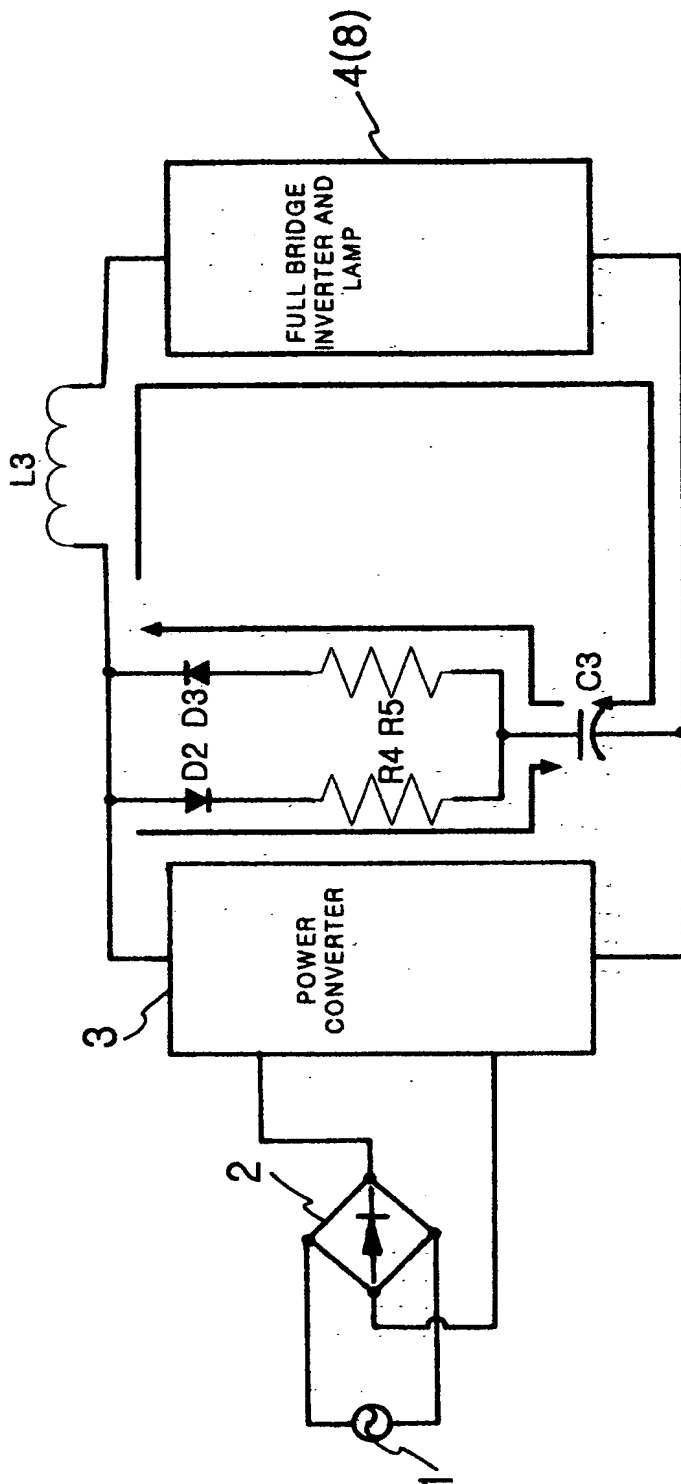 1
2
3
POWER
CONVERTER
D2 D3
R4 R5
C3
L3
FULL BRIDGE
INVERTER AND
LAMP
4(8)